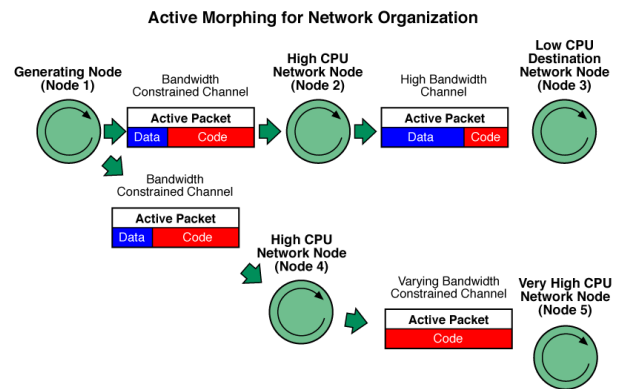 Active Morphing for Network Organization
Generating Node
(Node 1)
Bandwidth
Constrained Channel
Active Packet
Data Code
High CPU
Network Node
(Node 2)
High Bandwidth
Channel
Active Packet
Data Code
Low CPU
Destination
Network Node
(Node 3)
Bandwidth
Constrained Channel
Active Packet
Data Code
High CPU
Network Node
(Node 4)
Varying Bandwidth
Constrained Channel
Active Packet
Code
Very High CPU
Network Node
(Node 5)